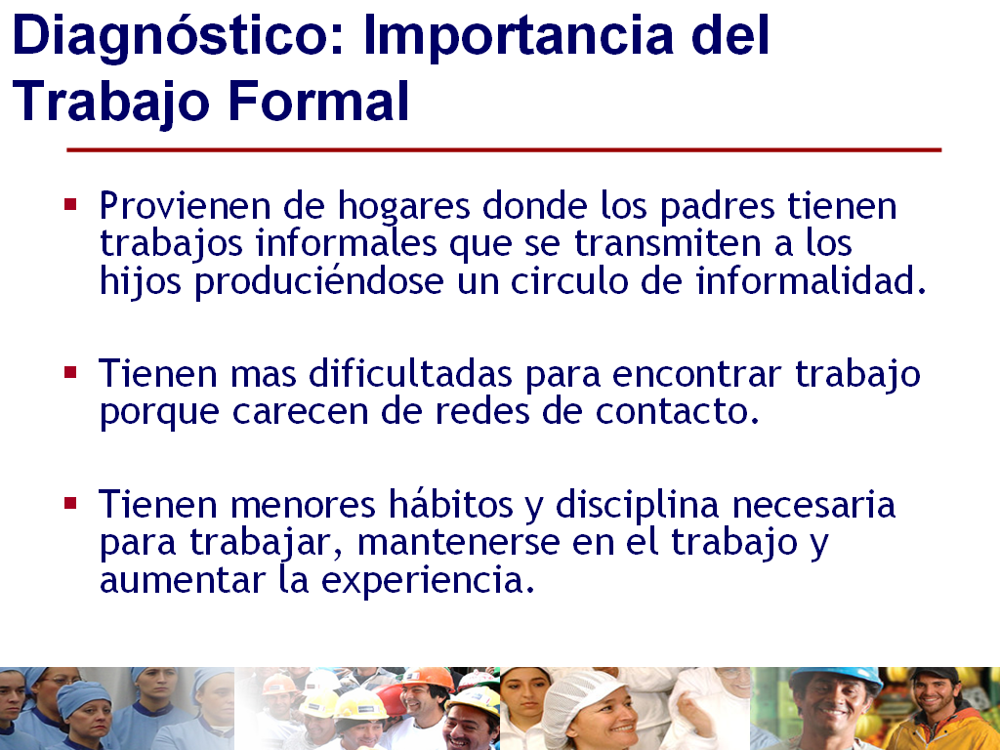 Diagnóstico: Importancia del
Trabajo Formal
Provienen de hogares donde los padres tienen
trabajos informales que se transmiten a los
hijos produciéndose un circulo de informalidad.
Tienen mas dificultadas para encontrar trabajo
porque carecen de redes de contacto.
Tienen menores hábitos y disciplina necesaria
para trabajar, mantenerse en el trabajo y
aumentar la experiencia.